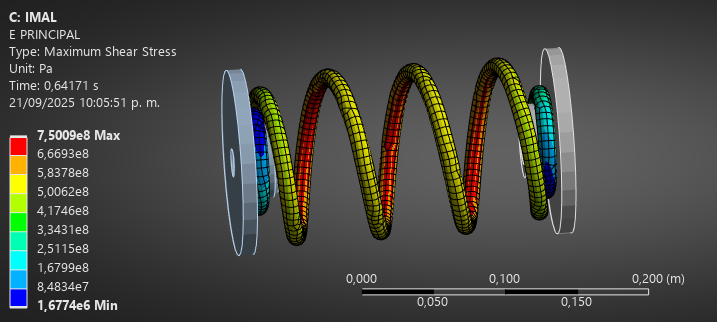 C: IMAL
E PRINCIPAL
Type: Maximum Shear Stress
Unit: Pa
Time: 0,64171 s
21/09/2025 10:05:51 p. m.
7,5009e8 Max
6,6693e8
5,8378e8
5,0062e8
4,1746e8
3,3431e8
2,5115e8
1,6799e8
8,4834e7
1,6774e6 Min
0,000 0,100 0,200 (m)
0,050 0,150